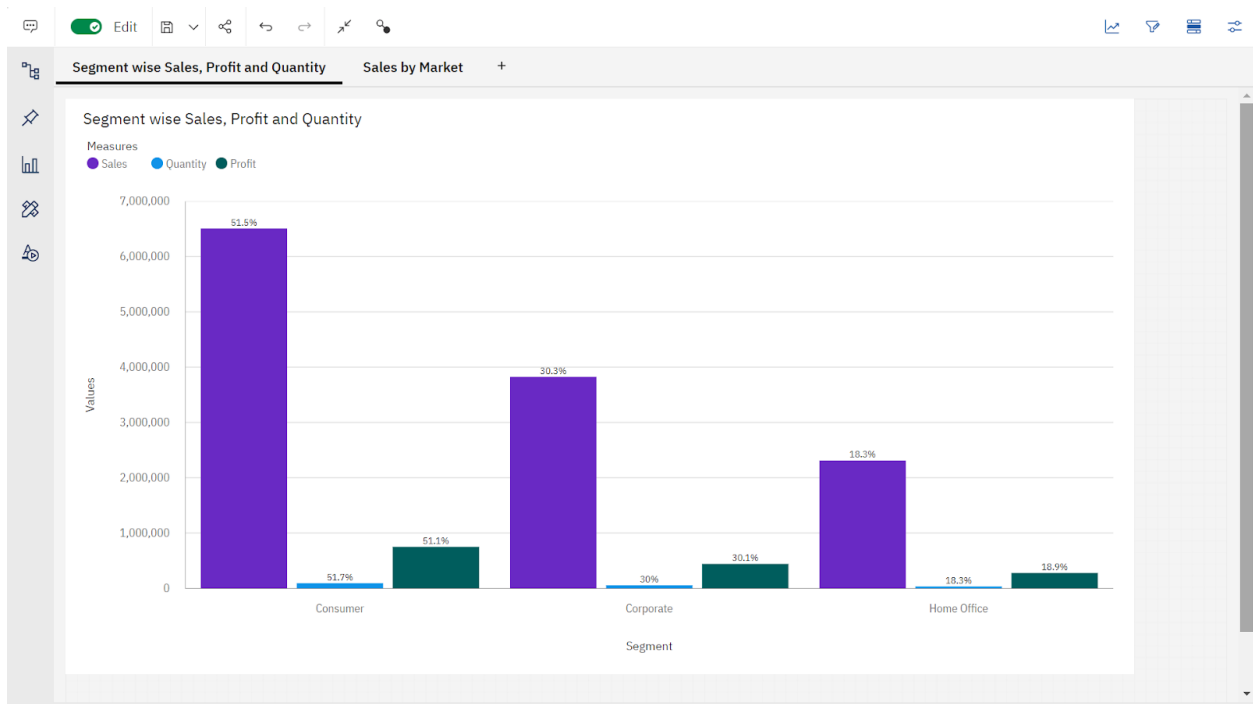 Edit
Segment wise Sales, Profit and Quantity Sales by Market +
Segment wise Sales, Profit and Quantity
Measures
Sales Quantity Profit
7,000,000
6,000,000
5,000,000
4,000,000
3,000,000
2,000,000
1,000,000
0
Values
51.5%
51.7%
51.1%
30.3%
30%
30.1%
18.3%
18.3%
18.9%
Consumer Corporate Home Office
Segment